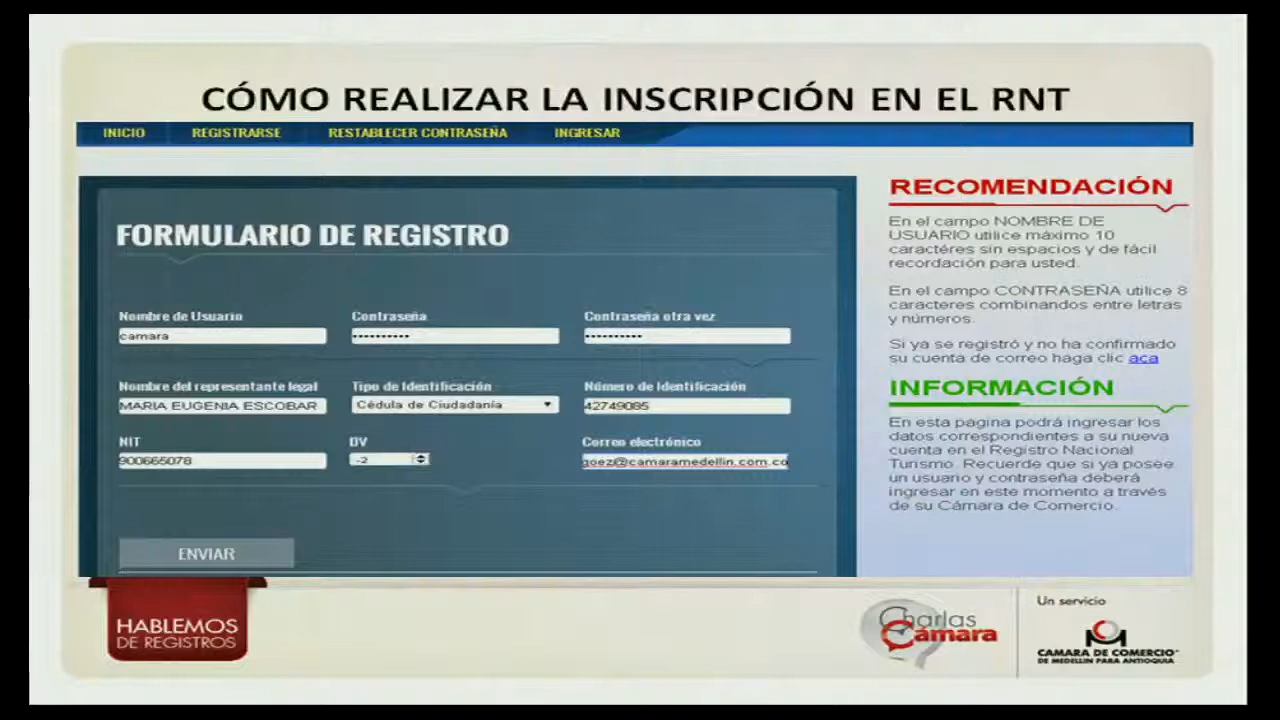 CÓMO REALIZAR LA INSCRIPCIÓN EN EL RNT
INICIO REGISTRARSE RESTABLECER CONTRASEÑA INGRESAR
FORMULARIO DE REGISTRO
Nombre de Usuario Contraseña Contraseña otra vez
camara •••••••••• ••••••••••
Nombre del representante legal Tipo de Identificación Número de Identificación
MARIA EUGENIA ESCOBAR Cédula de Ciudadanía 42749085
NIT DV Correo electrónico
900665078 -2 goez@camaramedellin.com.co
ENVIAR
RECOMENDACIÓN
En el campo NOMBRE DE
USUARIO utilice máximo 10
caractéres sin espacios y de fácil
recordación para usted.
En el campo CONTRASEÑA utilice 8
caracteres combinandos entre letras
y números.
Si ya se registró y no ha confirmado
su cuenta de correo haga clic aca
INFORMACIÓN
En esta pagina podrá ingresar los
datos correspondientes a su nueva
cuenta en el Registro Nacional
Turismo. Recuerde que si ya posee
un usuario y contraseña deberá
ingresar en este momento a través
de su Cámara de Comercio.
HABLEMOS
DE REGISTROS
Charlas
Cámara
Un servicio
CAMARA DE COMERCIO
DE MEDELLIN PARA ANTIOQUIA